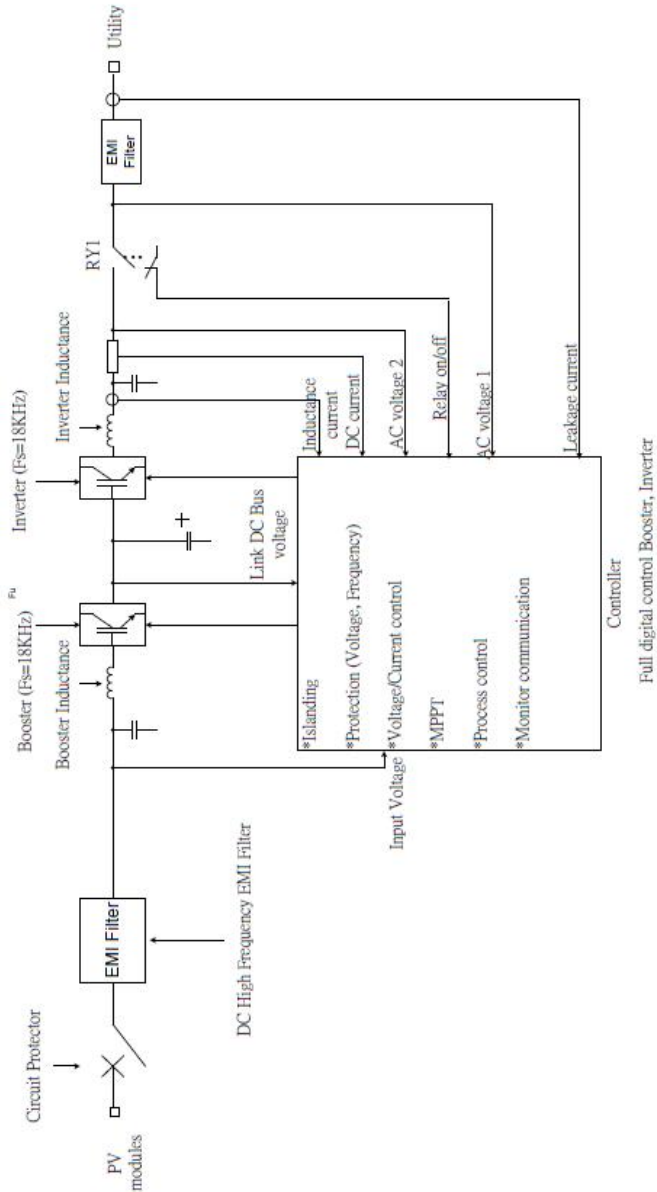 PV
modules
Circuit Protector
EMI Filter
DC High Frequency EMI Filter
Booster (Fs=18KHz)
Fu
Booster Inductance
Inverter (Fs=18KHz)
Inverter Inductance
RY1
EMI
Filter
Utility
Input Voltage
Link DC Bus
voltage
Inductance
current
DC current
AC voltage 2
Relay on/off
AC voltage 1
Leakage current
+
*Islanding
*Protection (Voltage, Frequency)
*Voltage/Current control
*MPPT
*Process control
*Monitor communication
Controller
Full digital control Booster, Inverter